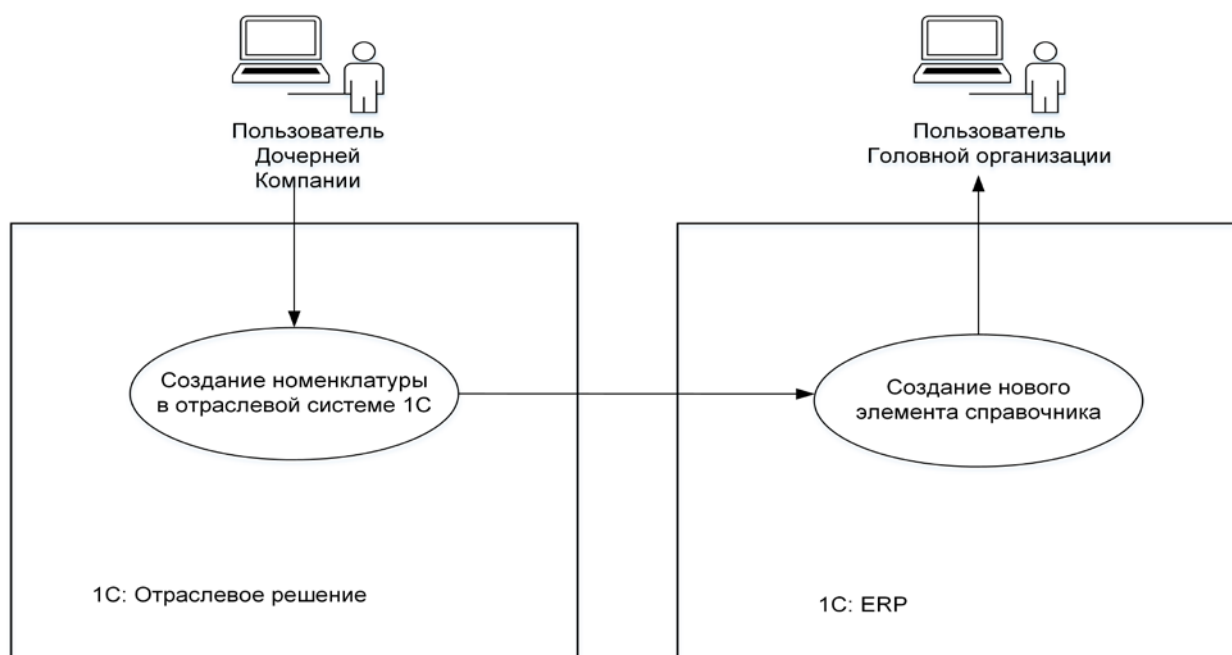 Пользователь
Дочерней
Компании
Пользователь
Головной организации
Создание номенклатуры
в отраслевой системе 1С
Создание нового
элемента справочника
1С: Отраслевое решение
1С: ERP